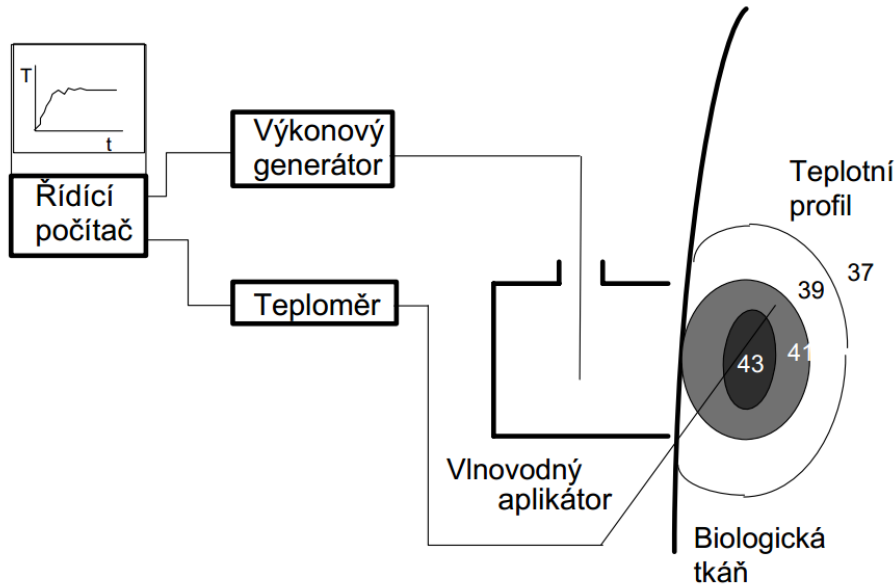 T
t
Řídící
počítač
Výkonový
generátor
Teploměr
Vlnovodný
aplikátor
Teplotní
profil
37
39
41
43
Biologická
tkáň